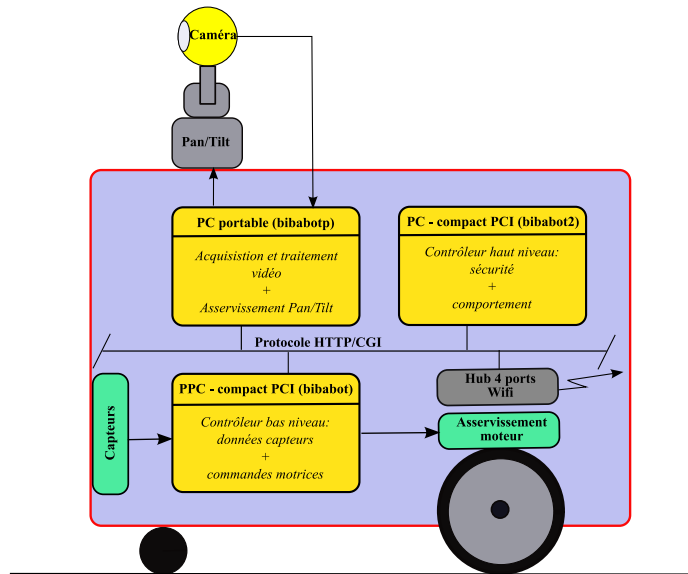 Caméra
Pan/Tilt
PC portable (bibabotp)
Acquisistion et traitement
vidéo
+
Asservissement Pan/Tilt
PC - compact PCI (bibabot2)
Contrôleur haut niveau:
sécurité
+
comportement
Protocole HTTP/CGI
Capteurs
PPC - compact PCI (bibabot)
Contrôleur bas niveau:
données capteurs
+
commandes motrices
Hub 4 ports
Wifi
Asservissement
moteur